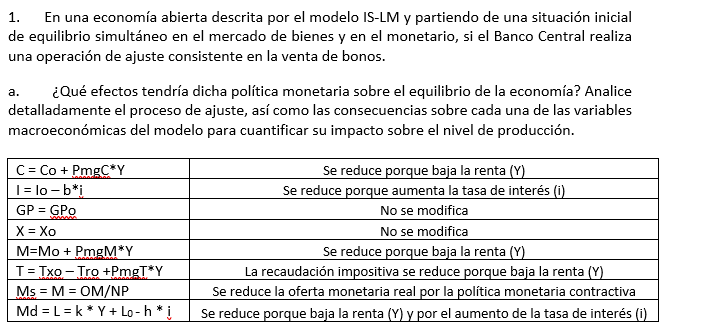 1. En una economía abierta descrita por el modelo IS-LM y partiendo de una situación inicial
de equilibrio simultáneo en el mercado de bienes y en el monetario, si el Banco Central realiza
una operación de ajuste consistente en la venta de bonos.
a. ¿Qué efectos tendría dicha política monetaria sobre el equilibrio de la economía? Analice
detalladamente el proceso de ajuste, así como las consecuencias sobre cada una de las variables
macroeconómicas del modelo para cuantificar su impacto sobre el nivel de producción.
C = Co + PmgC*Y Se reduce porque baja la renta (Y)
I = Io – b*i Se reduce porque aumenta la tasa de interés (i)
GP = GPo No se modifica
X = Xo No se modifica
M=Mo + PmgM*Y Se reduce porque baja la renta (Y)
T = Txo – Tro +PmgT*Y La recaudación impositiva se reduce porque baja la renta (Y)
Ms = M = OM/NP Se reduce la oferta monetaria real por la política monetaria contractiva
Md = L = k * Y + L₀ - h * i Se reduce porque baja la renta (Y) y por el aumento de la tasa de interés (i)